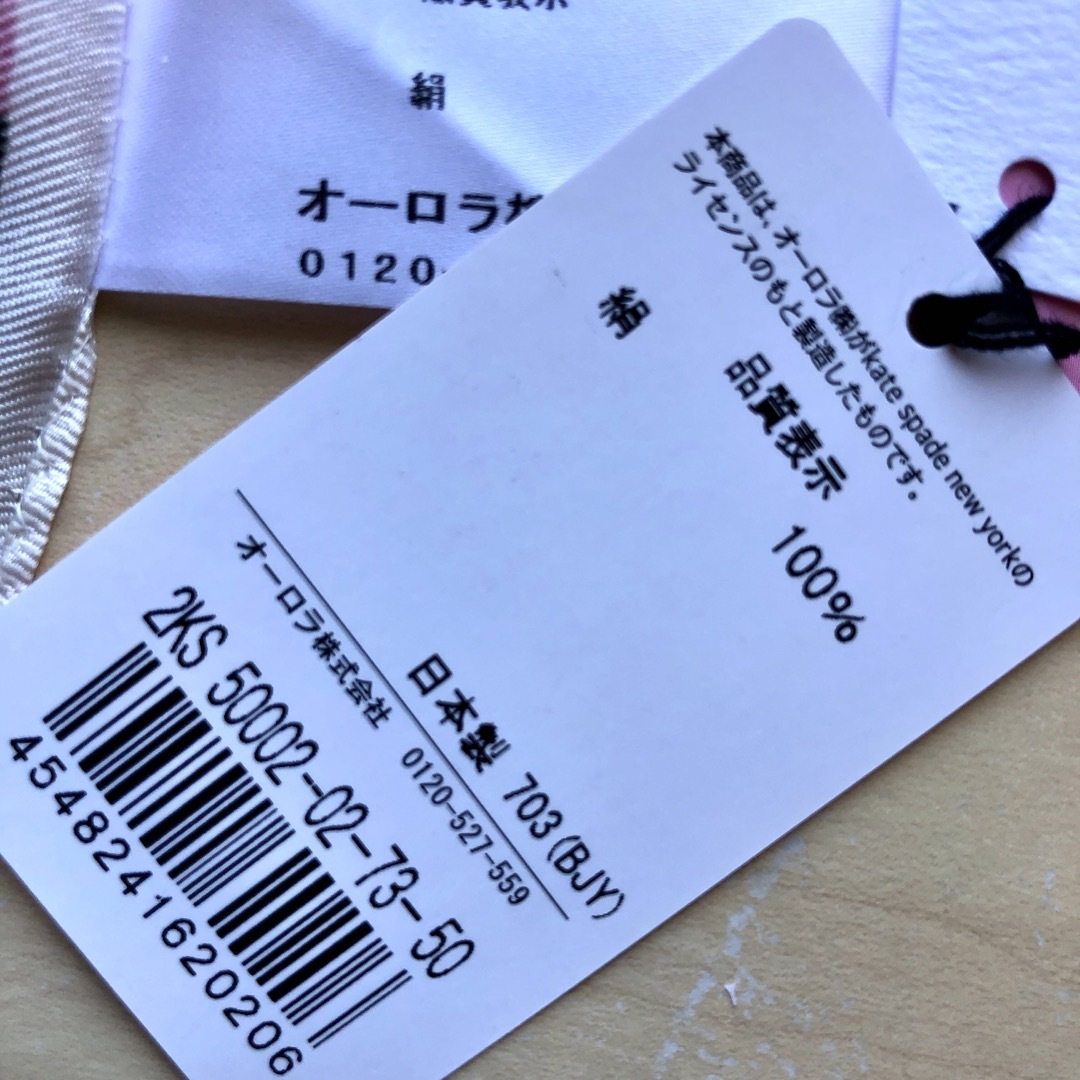 絹
オーロラ
0120-
本商品は、オーロラ㈱がkate spade new yorkの
ライセンスのもと製造したものです。
品質表示
絹 100%
日本製 703(BJY)
オーロラ株式会社 0120-527-559
2KS 50002-02-73-50
4548241620206